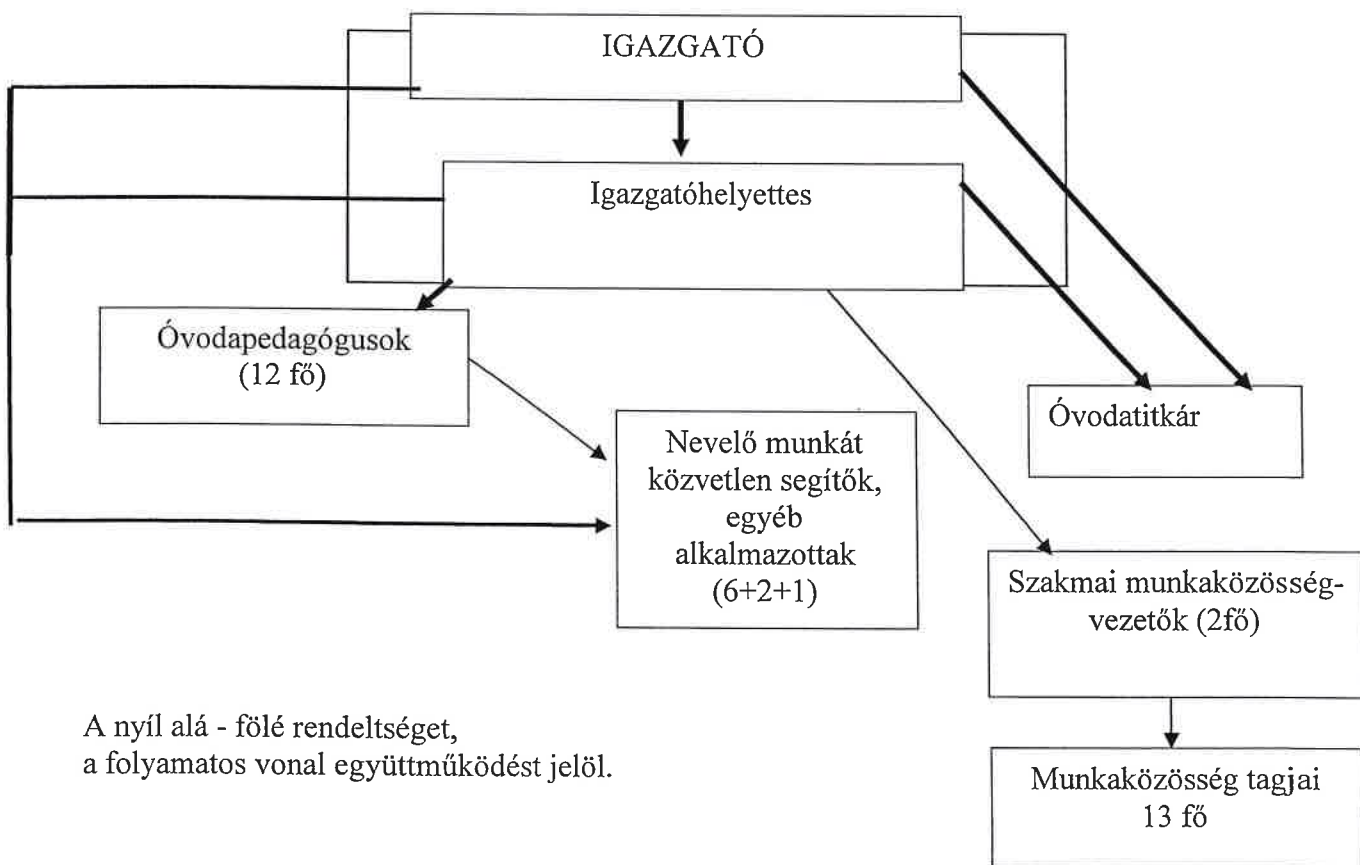 IGAZGATÓ
Igazgatóhelyettes
Óvodapedagógusok
(12 fő)
Óvodatitkár
Nevelő munkát
közvetlen segítők,
egyéb
alkalmazottak
(6+2+1)
Szakmai munkaközösség-
vezetők (2fő)
A nyíl alá - fölé rendeltséget,
a folyamatos vonal együttműködést jelöl.
Munkaközösség tagjai
13 fő